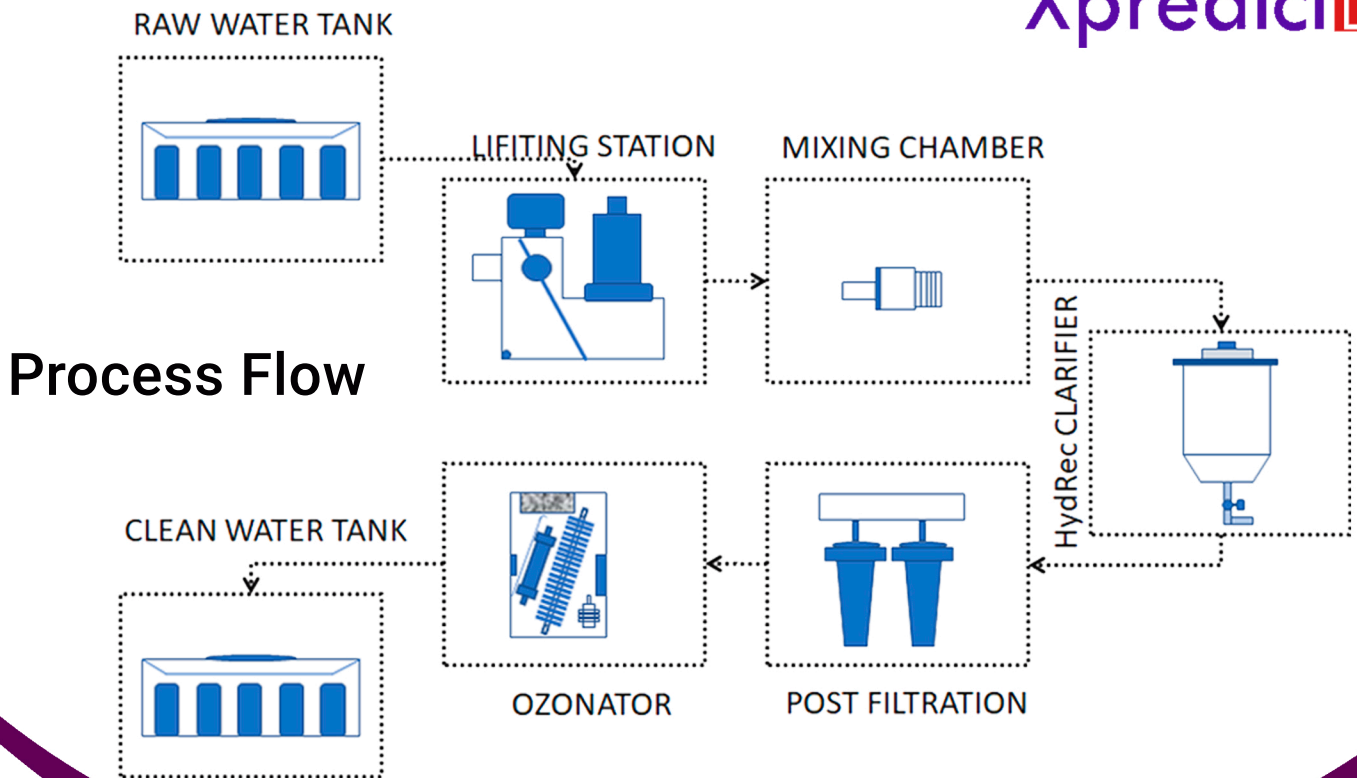 RAW WATER TANK
LIFITING STATION
MIXING CHAMBER
HydRec CLARIFIER
Process Flow
CLEAN WATER TANK
OZONATOR
POST FILTRATION